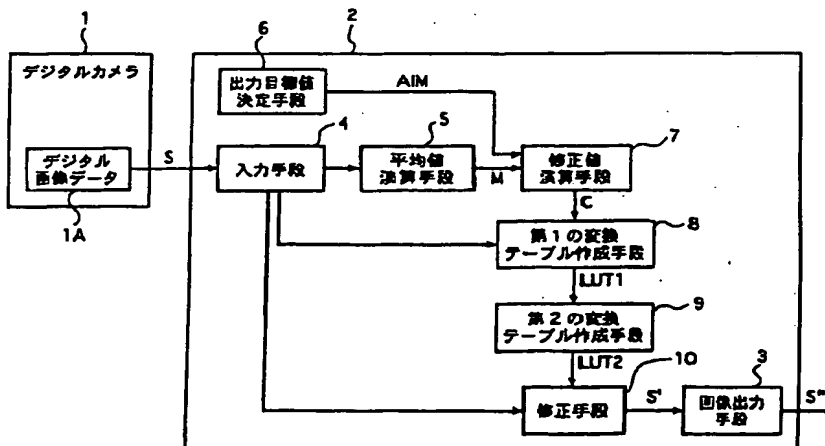 1
デジタルカメラ
デジタル
画像データ
1A
S
2
6
出力目標値
決定手段
AIM
4
入力手段
5
平均値
演算手段
M
7
修正値
演算手段
C
8
第1の変換
テーブル作成手段
LUT1
9
第2の変換
テーブル作成手段
LUT2
10
修正手段
S'
3
画像出力
手段
S"